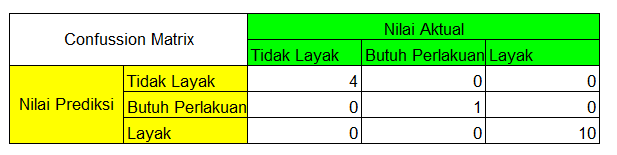 Confussion Matrix
Nilai Aktual
Tidak Layak Butuh Perlakuan Layak
Nilai Prediksi
Tidak Layak 4 0 0
Butuh Perlakuan 0 1 0
Layak 0 0 10